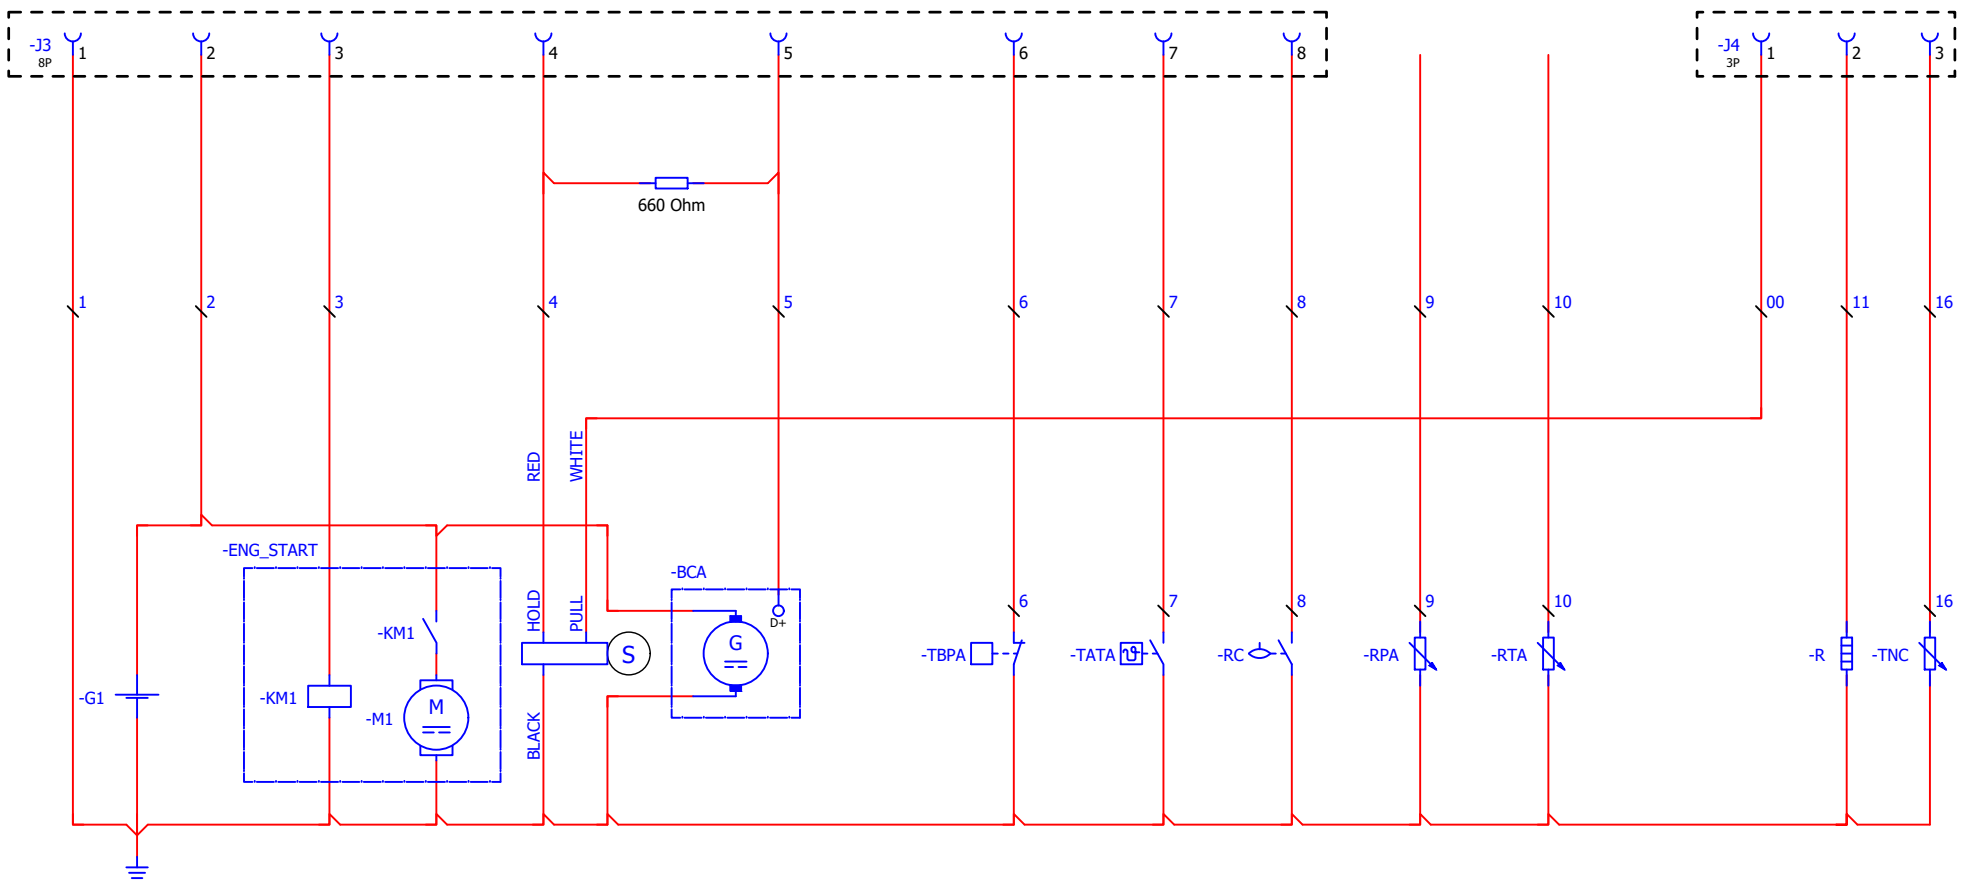 -J3
8P
1
2
3
4
5
6
7
8
-J4
3P
1
2
3
660 Ohm
1
2
3
4
5
6
7
8
9
10
00
11
16
RED
WHITE
-ENG_START
-BCA
HOLD
PULL
D+
6
7
8
9
10
16
-KM1
S
G
-TBPA
-TATA
-RC
-RPA
-RTA
-R
-TNC
-G1
-KM1
-M1
M
BLACK